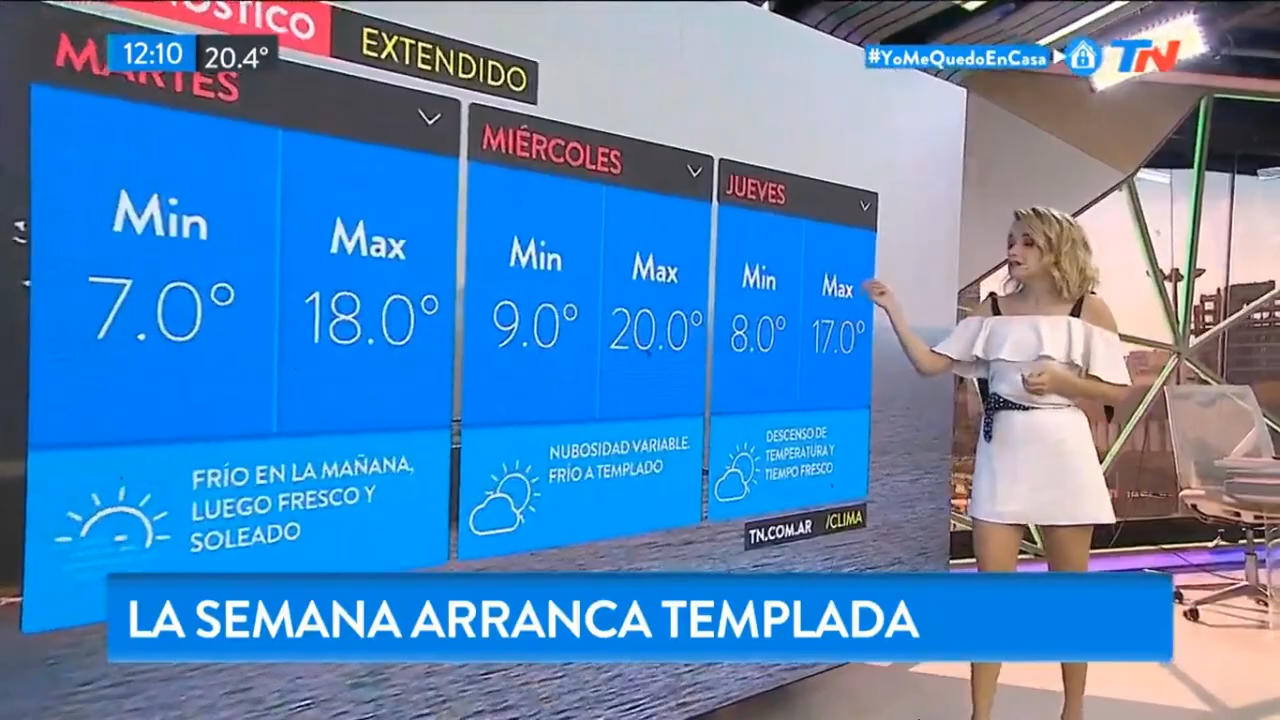 NÓSTICO
EXTENDIDO
12:10 20.4°
#YoMeQuedoEnCasa TN
MARTES
Min
7.0°
Max
18.0°
FRÍO EN LA MAÑANA,
LUEGO FRESCO Y
SOLEADO
MIÉRCOLES
Min
9.0°
Max
20.0°
NUBOSIDAD VARIABLE.
FRÍO A TEMPLADO
JUEVES
Min
8.0°
Max
17.0°
DESCENSO DE
TEMPERATURA Y
TIEMPO FRESCO
TN.COM.AR /CLIMA
LA SEMANA ARRANCA TEMPLADA